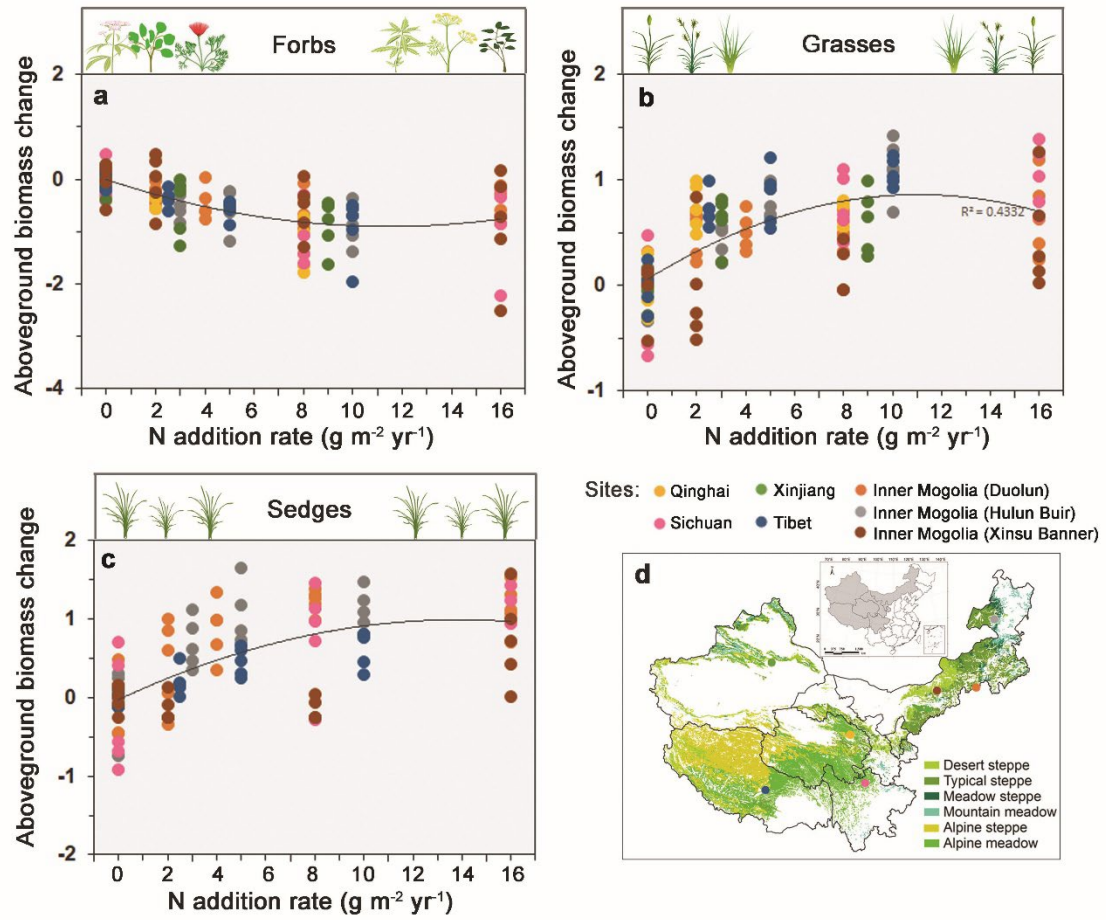 Forbs
Grasses
a
2
0
-2
-4
Aboveground biomass change
0 2 4 6 8 10 12 14 16
N addition rate (g m-2 yr-1)
b
2
1
0
-1
Aboveground biomass change
R² = 0.4332
0 2 4 6 8 10 12 14 16
N addition rate (g m-2 yr-1)
Sedges
c
2
1
0
-1
-2
Aboveground biomass change
0 2 4 6 8 10 12 14 16
N addition rate (g m-2 yr-1)
Sites:
Qinghai
Xinjiang
Inner Mogolia (Duolun)
Inner Mogolia (Hulun Buir)
Sichuan
Tibet
Inner Mogolia (Xinsu Banner)
d
Desert steppe
Typical steppe
Meadow steppe
Mountain meadow
Alpine steppe
Alpine meadow